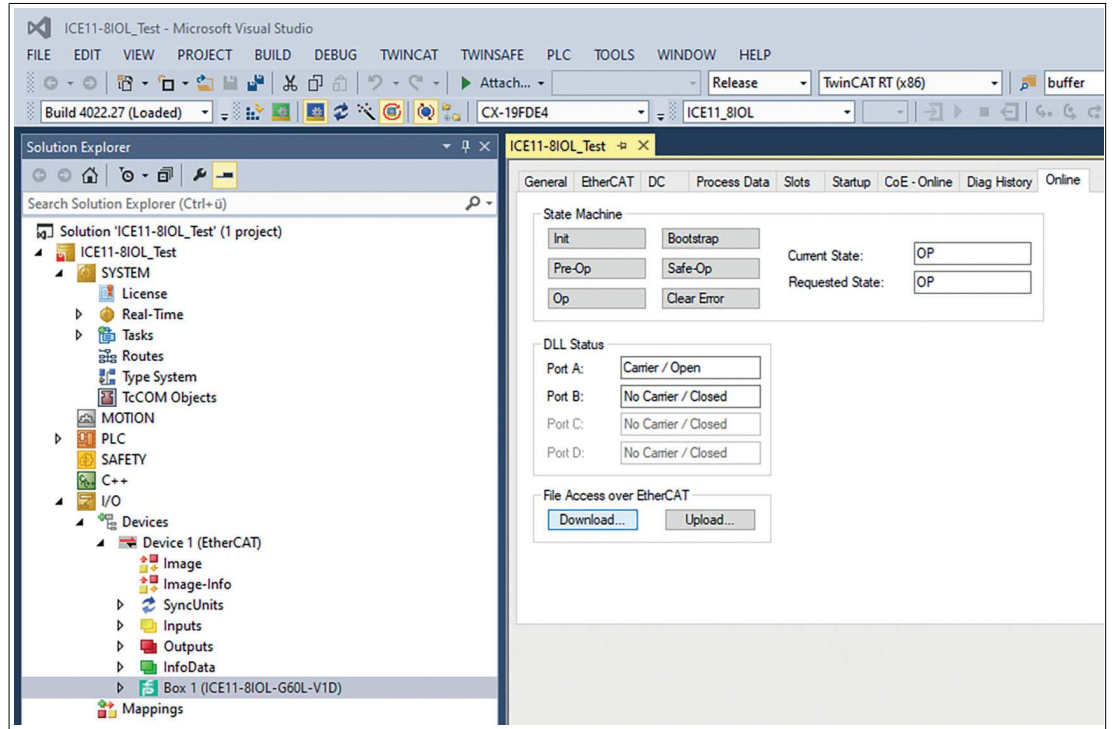 ICE11-8IOL_Test - Microsoft Visual Studio
FILE EDIT VIEW PROJECT BUILD DEBUG TWINCAT TWINSAFE PLC TOOLS WINDOW HELP
Attach... Release TwinCAT RT (x86) buffer
Build 4022.27 (Loaded) CX-19FDE4 ICE11_8IOL
Solution Explorer
Search Solution Explorer (Ctrl+ü)
Solution 'ICE11-8IOL_Test' (1 project)
ICE11-8IOL_Test
SYSTEM
License
Real-Time
Tasks
Routes
Type System
TcCOM Objects
MOTION
PLC
SAFETY
C++
I/O
Devices
Device 1 (EtherCAT)
Image
Image-Info
SyncUnits
Inputs
Outputs
InfoData
Box 1 (ICE11-8IOL-G60L-V1D)
Mappings
ICE11-8IOL_Test
General EtherCAT DC Process Data Slots Startup CoE - Online Diag History Online
State Machine
Init Bootstrap
Pre-Op Safe-Op
Op Clear Error
Current State: OP
Requested State: OP
DLL Status
Port A: Carrier / Open
Port B: No Carrier / Closed
Port C: No Carrier / Closed
Port D: No Carrier / Closed
File Access over EtherCAT
Download... Upload...